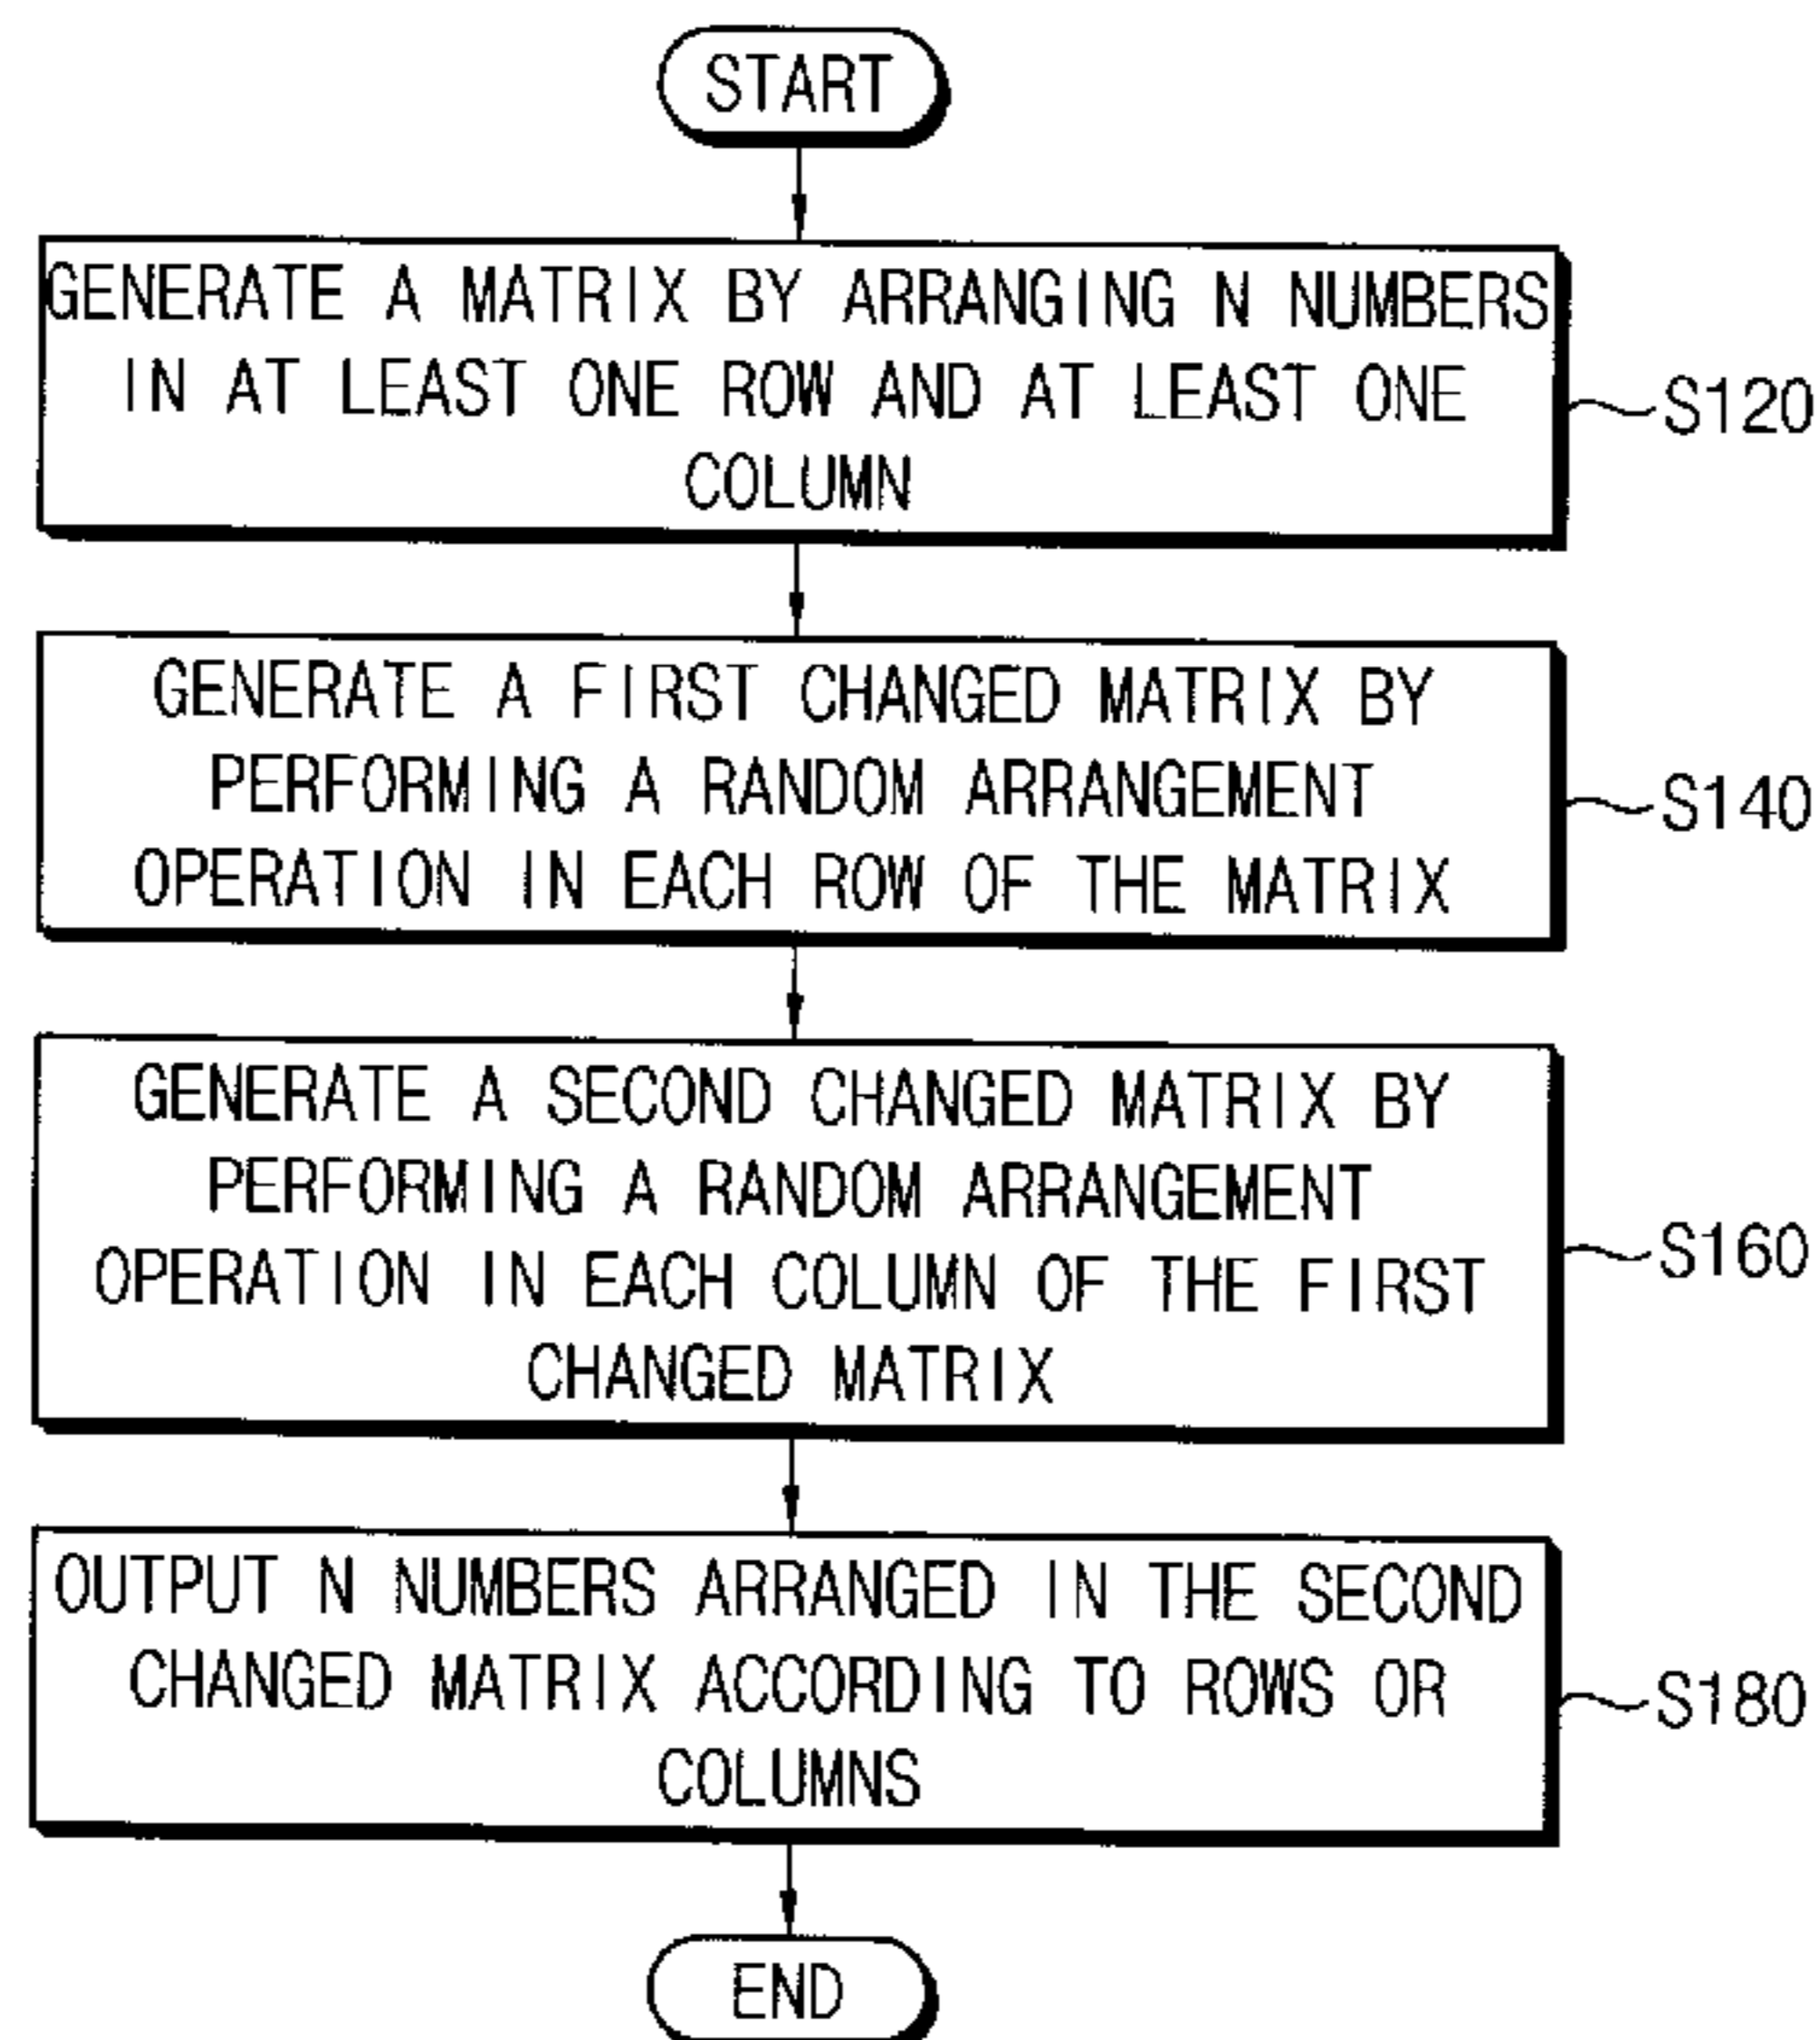 START
GENERATE A MATRIX BY ARRANGING N NUMBERS
IN AT LEAST ONE ROW AND AT LEAST ONE
COLUMN
S120
GENERATE A FIRST CHANGED MATRIX BY
PERFORMING A RANDOM ARRANGEMENT
OPERATION IN EACH ROW OF THE MATRIX
S140
GENERATE A SECOND CHANGED MATRIX BY
PERFORMING A RANDOM ARRANGEMENT
OPERATION IN EACH COLUMN OF THE FIRST
CHANGED MATRIX
S160
OUTPUT N NUMBERS ARRANGED IN THE SECOND
CHANGED MATRIX ACCORDING TO ROWS OR
COLUMNS
S180
END